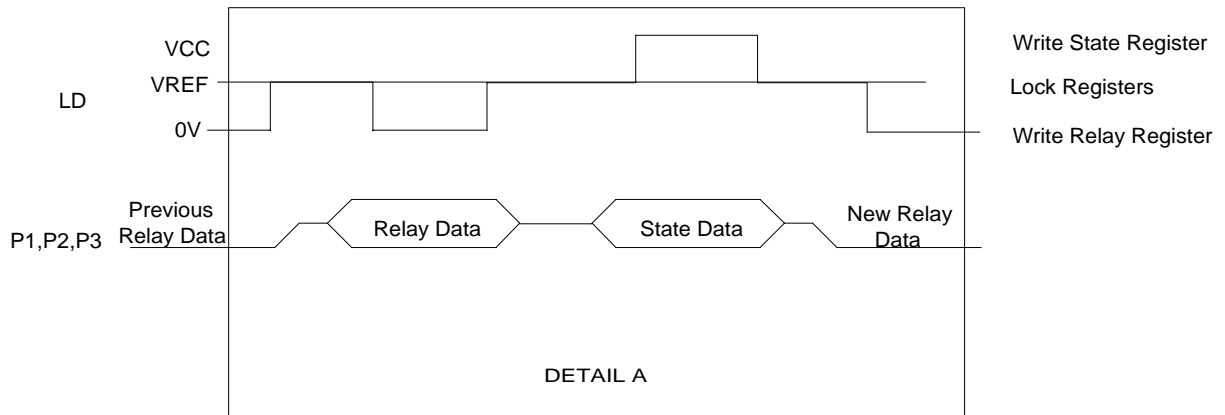 VCC
Write State Register
VREF
Lock Registers
LD
0V
Write Relay Register
Previous
Relay Data
P1,P2,P3
Relay Data
State Data
New Relay
Data
DETAIL A